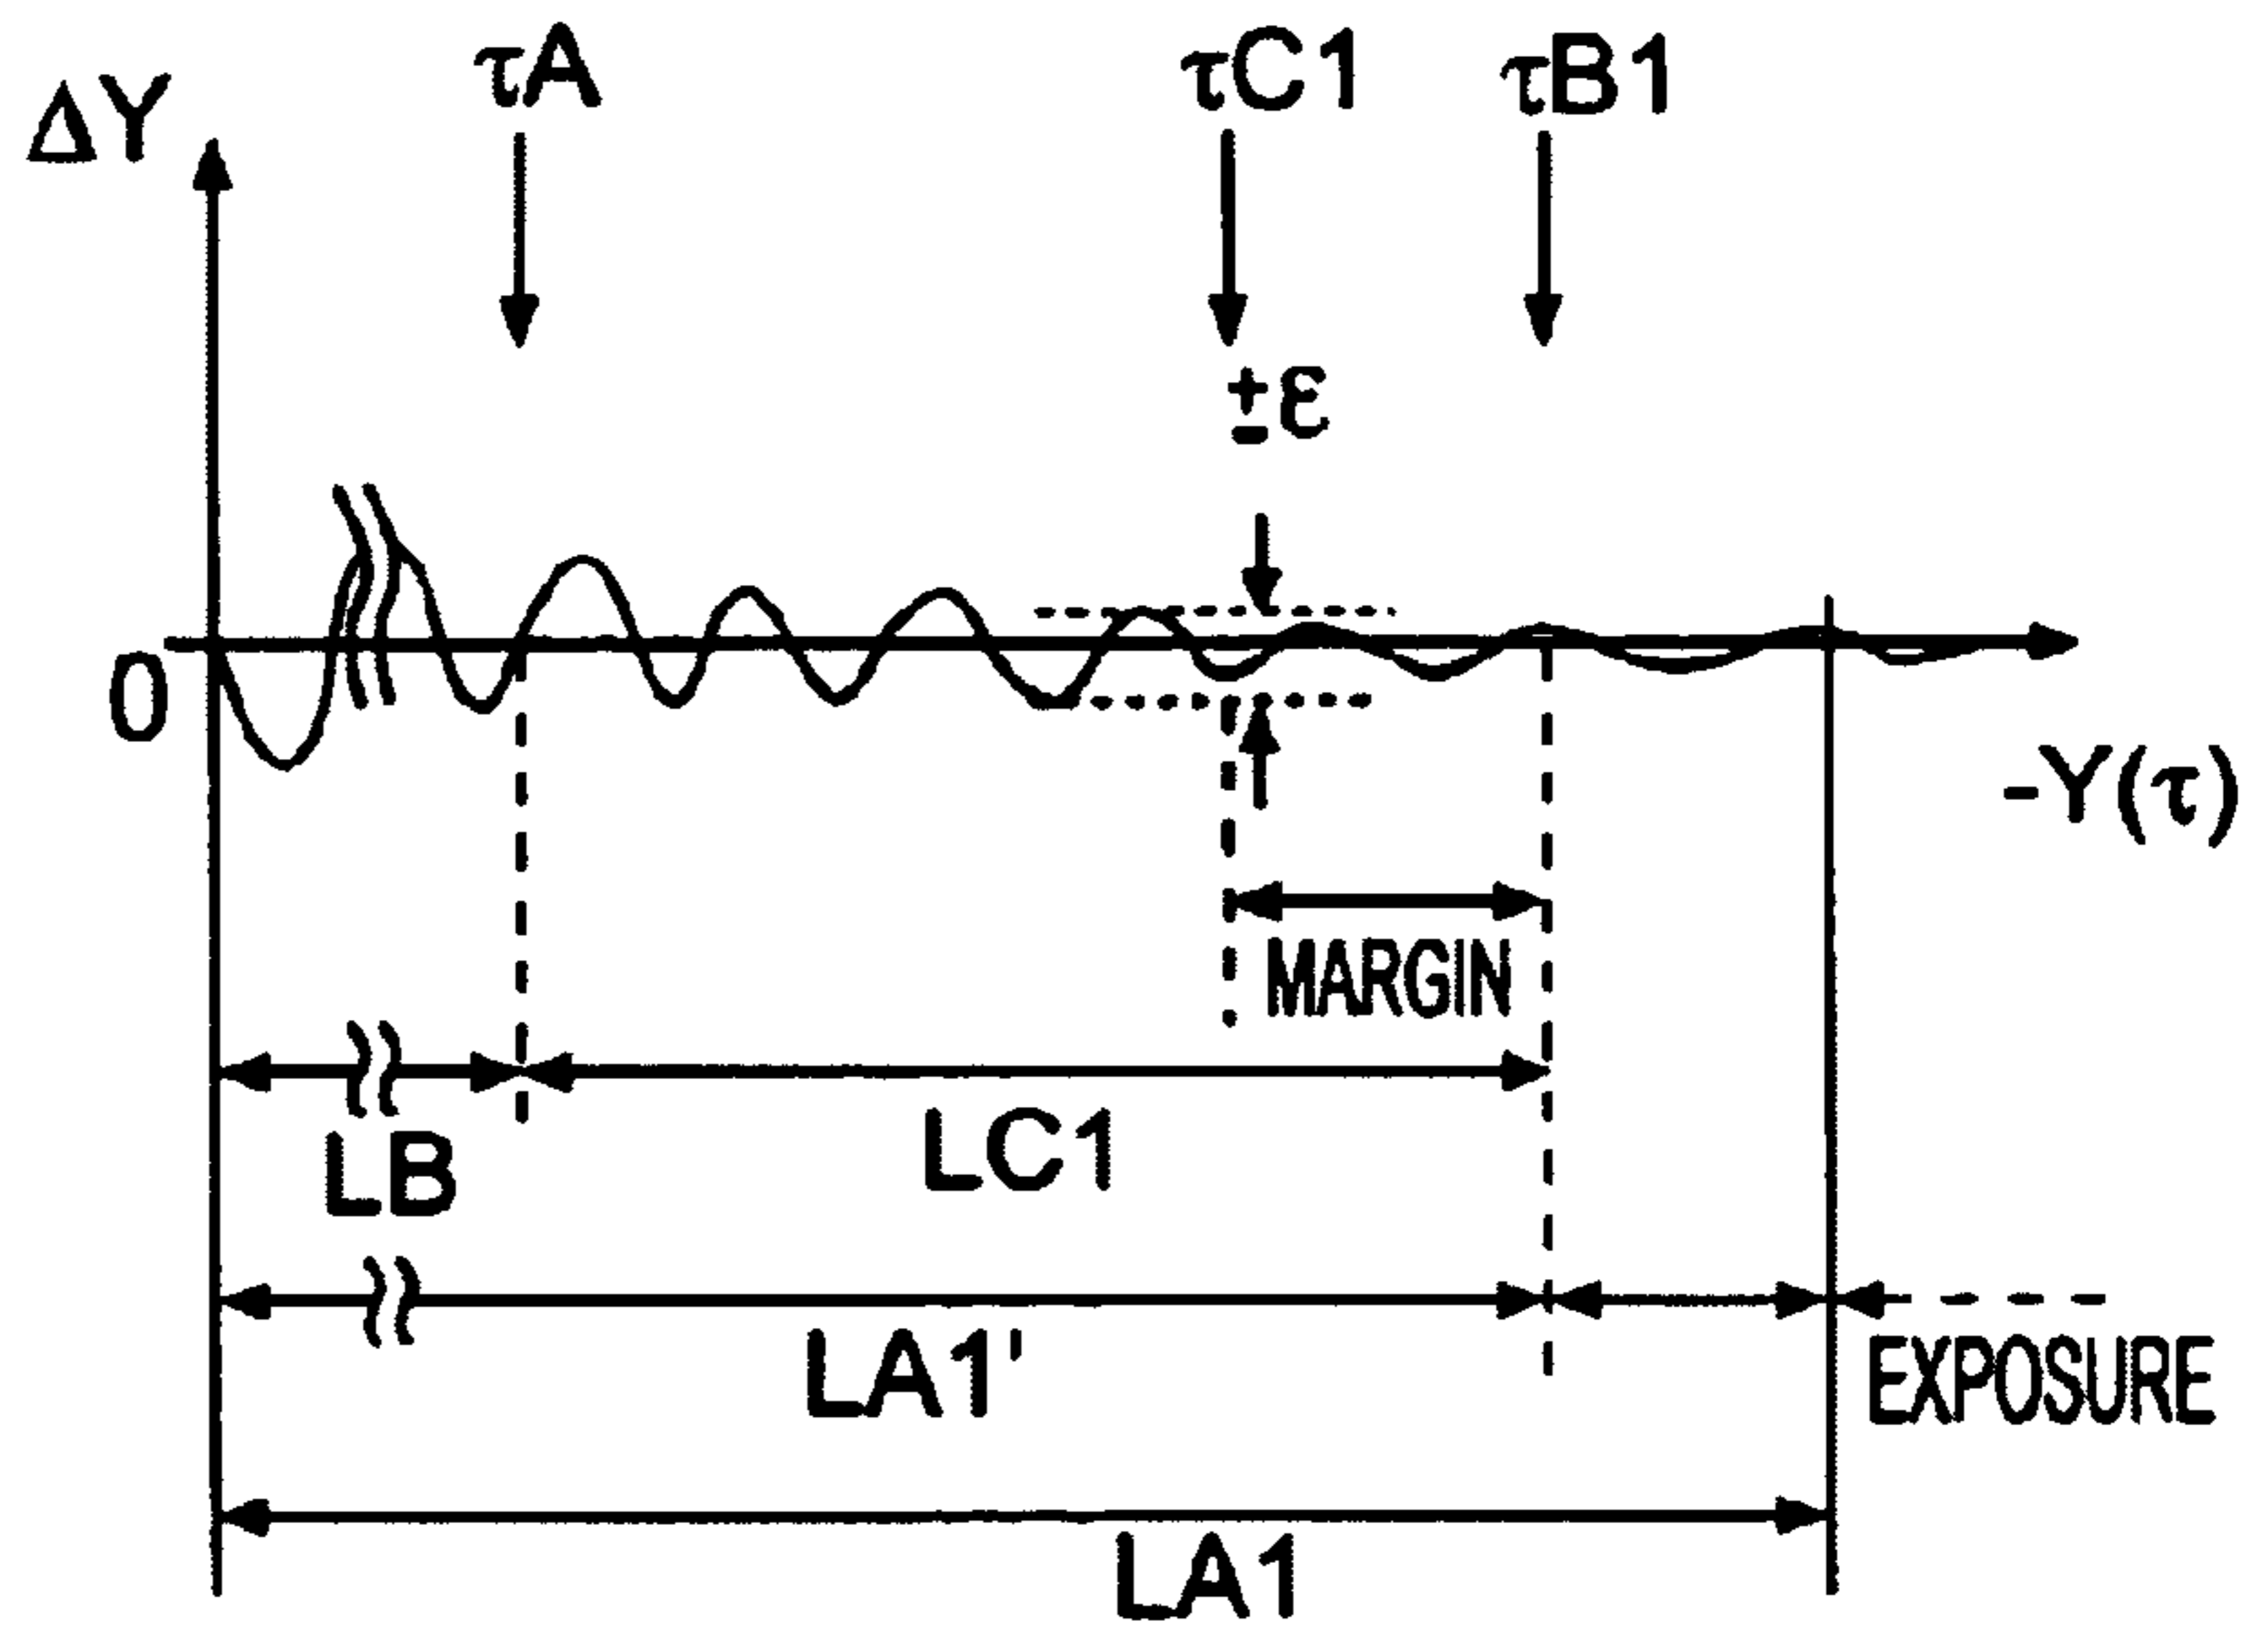 τA
τC1
τB1
ΔY
±ε
0
-Y(τ)
MARGIN
LC1
LB
LA1'
EXPOSURE
LA1